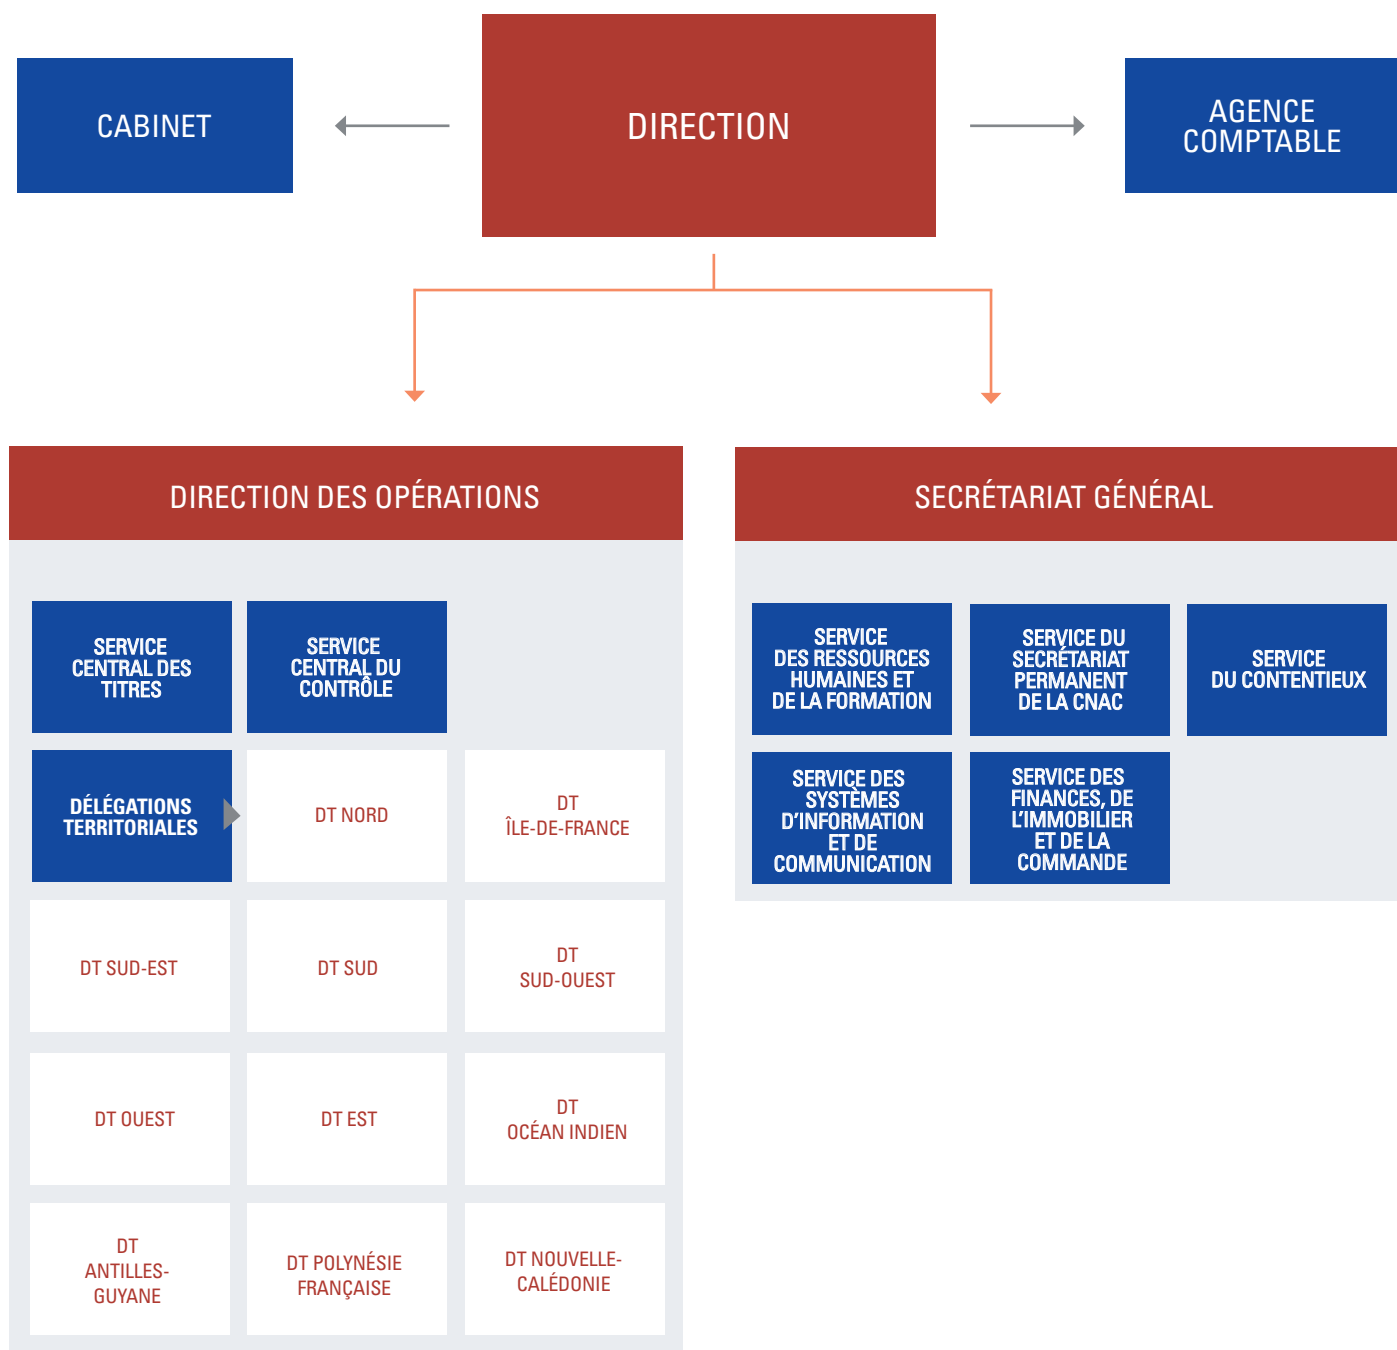 CABINET
DIRECTION
AGENCE
COMPTABLE
DIRECTION DES OPÉRATIONS
SERVICE
CENTRAL DES
TITRES
SERVICE
CENTRAL DU
CONTRÔLE
DÉLÉGATIONS
TERRITORIALES
DT NORD
DT
ÎLE-DE-FRANCE
DT SUD-EST
DT SUD
DT
SUD-OUEST
DT OUEST
DT EST
DT
OCÉAN INDIEN
DT
ANTILLES-
GUYANE
DT POLYNÉSIE
FRANÇAISE
DT NOUVELLE-
CALÉDONIE
SECRÉTARIAT GÉNÉRAL
SERVICE
DES RESSOURCES
HUMAINES ET
DE LA FORMATION
SERVICE DU
SECRÉTARIAT
PERMANENT
DE LA CNAC
SERVICE
DU CONTENTIEUX
SERVICE DES
SYSTÈMES
D'INFORMATION
ET DE
COMMUNICATION
SERVICE DES
FINANCES, DE
L'IMMOBILIER
ET DE LA
COMMANDE